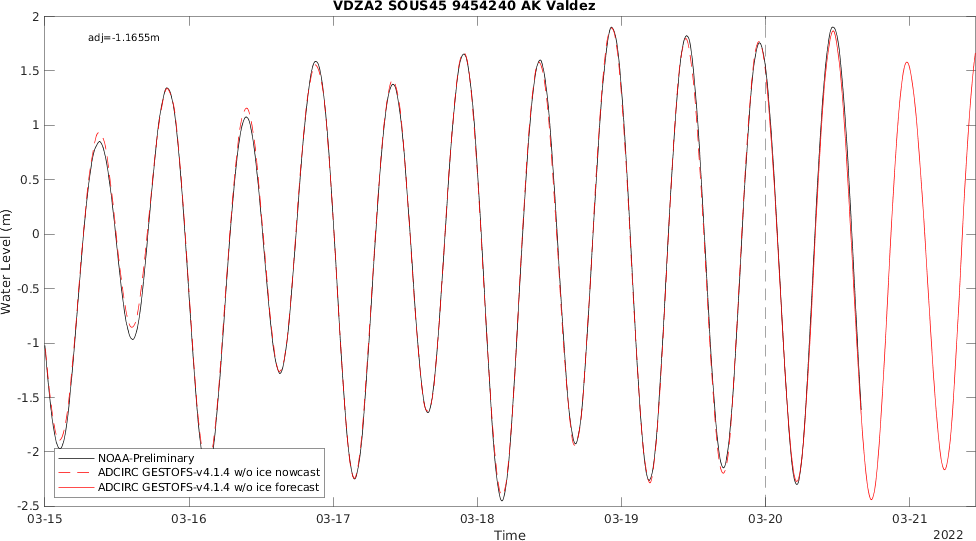 VDZA2 SOUS45 9454240 AK Valdez
adj=-1.1655m
2
1.5
1
0.5
0
-0.5
-1
-1.5
-2
-2.5
Water Level (m)
NOAA-Preliminary
ADCIRC GESTOFS-v4.1.4 w/o ice nowcast
ADCIRC GESTOFS-v4.1.4 w/o ice forecast
03-15 03-16 03-17 03-18 03-19 03-20 03-21
Time
2022